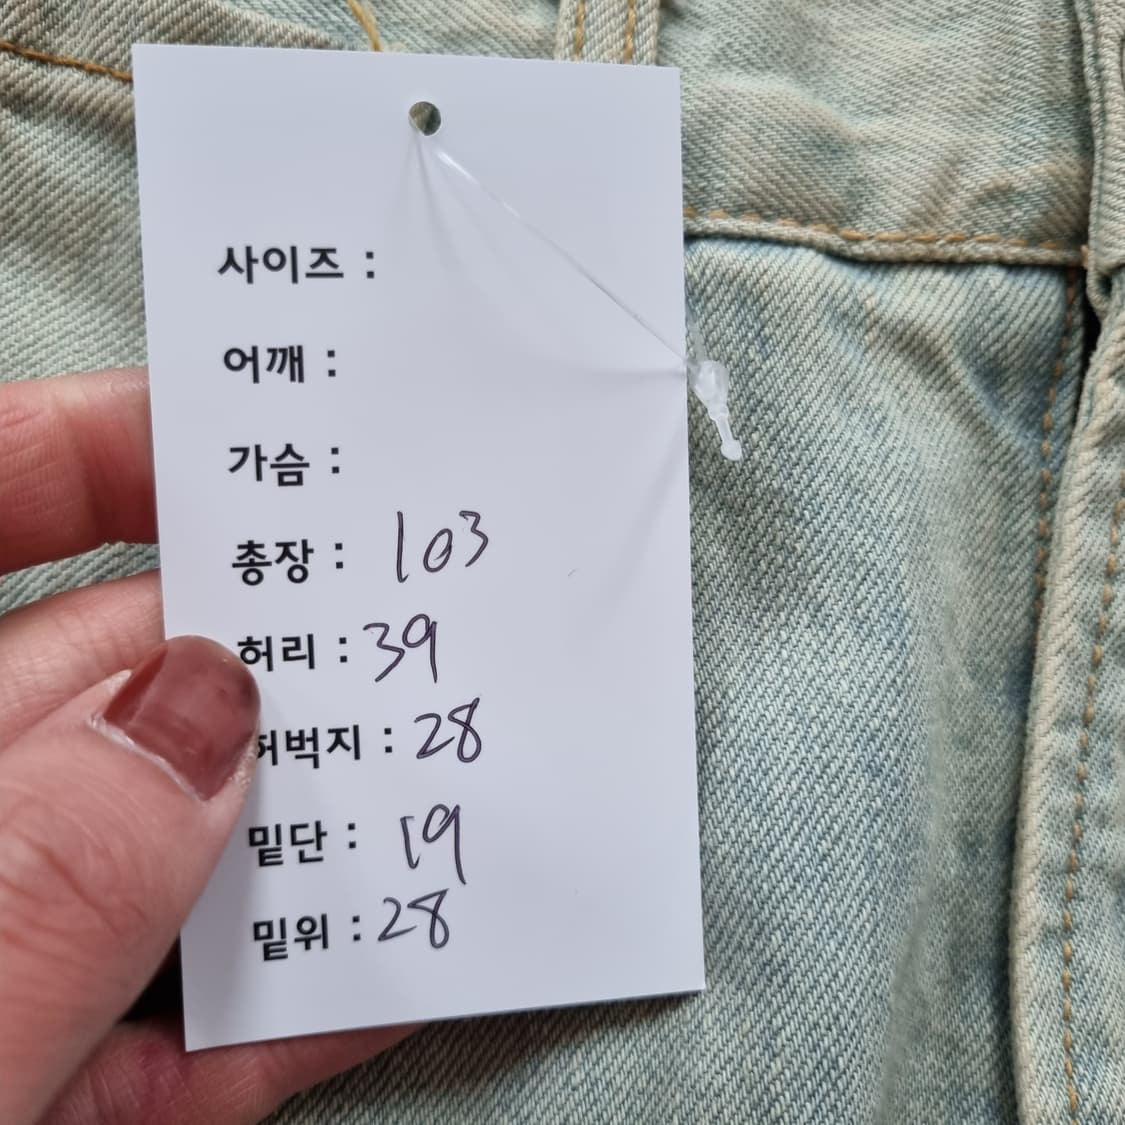 사이즈 :
어깨 :
가슴 :
총장 : 103
허리 : 39
허벅지 : 28
밑단 : 19
밑위 : 28